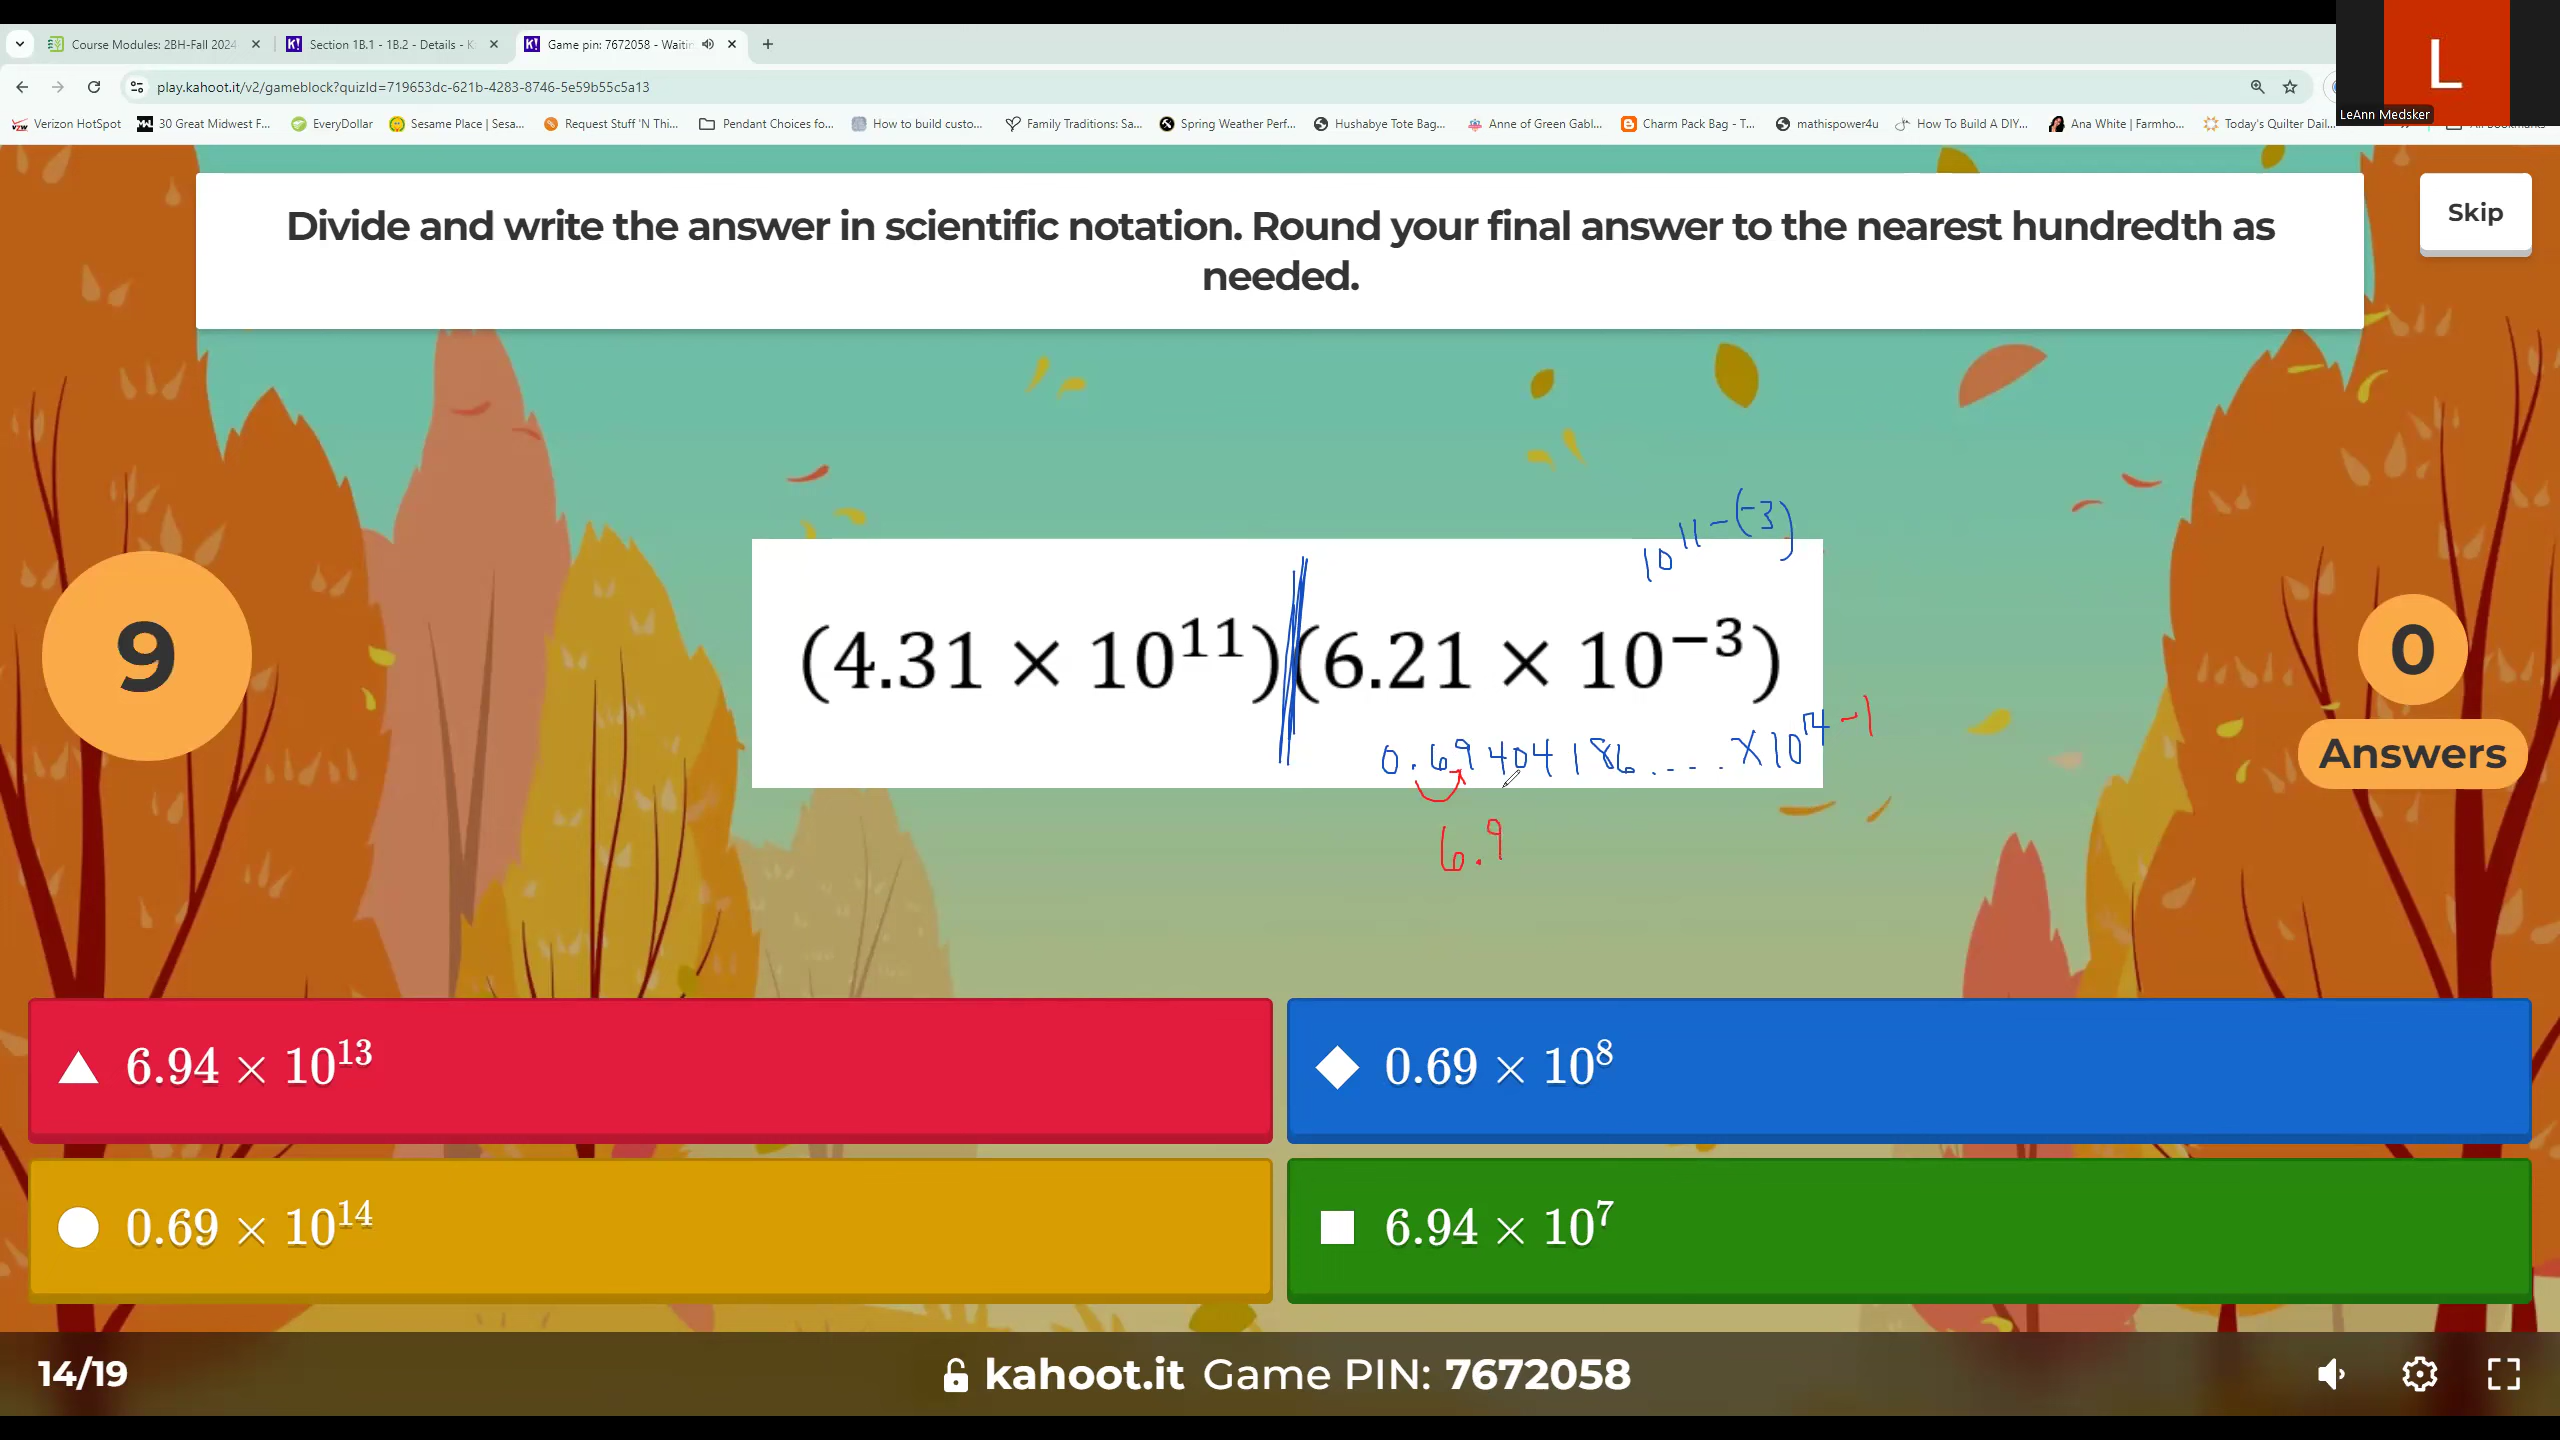 Course Modules: 2BH-Fall 2024
Section 1B.1 - 1B.2 - Details - K
Game pin: 7672058 - Waitin
play.kahoot.it/v2/gameblock?quizId=719653dc-621b-4283-8746-5e59b55c5a13
L
LeAnn Medsker
Verizon HotSpot
30 Great Midwest F...
EveryDollar
Sesame Place | Sesa...
Request Stuff 'N Thi...
Pendant Choices fo...
How to build custo...
Family Traditions: Sa...
Spring Weather Perf...
Hushabye Tote Bag...
Anne of Green Gabl...
Charm Pack Bag - T...
mathispower4u
How To Build A DIY...
Ana White | Farmho...
Today's Quilter Dail...
Divide and write the answer in scientific notation. Round your final answer to the nearest hundredth as
needed.
Skip
10^11-(-3)
9
(4.31 × 10^11)(6.21 × 10^−3)
0
Answers
0.69404186.... ×10^14-1
6.9
6.94 × 10^13
0.69 × 10^8
0.69 × 10^14
6.94 × 10^7
14/19
kahoot.it Game PIN: 7672058